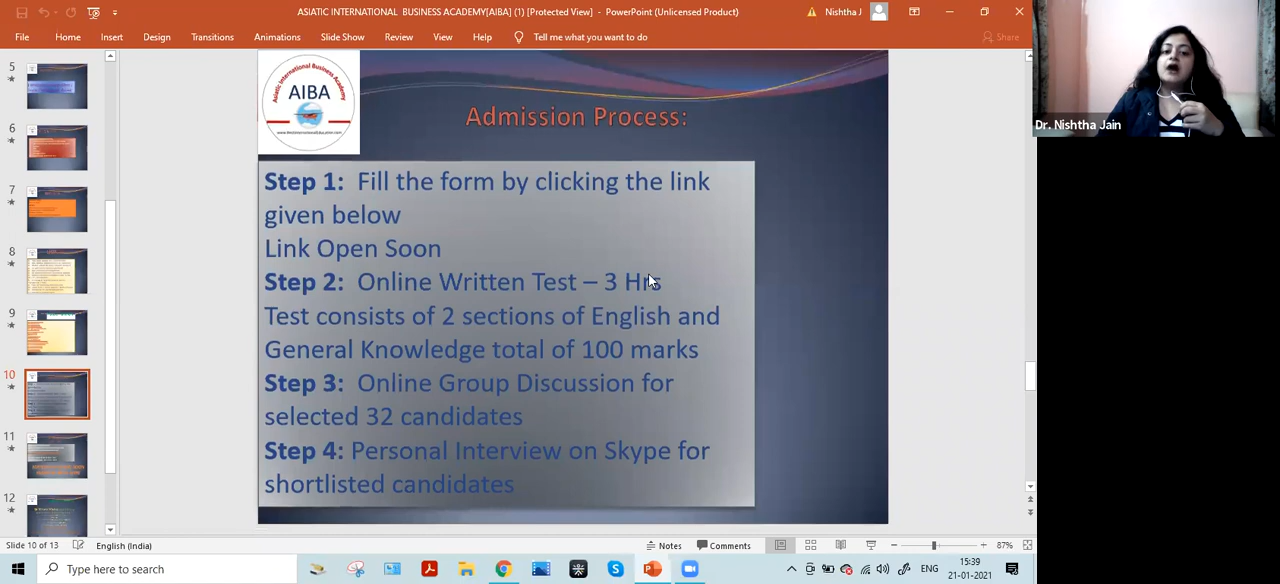 ASIATIC INTERNATIONAL BUSINESS ACADEMY[AIBA] (1) [Protected View] - PowerPoint (Unlicensed Product)
Nishtha J
File Home Insert Design Transitions Animations Slide Show Review View Help Tell me what you want to do
Share
5
6
7
8
9
10
11
12
Asiatic International Business Academy
AIBA
Admission Process:
Step 1: Fill the form by clicking the link
given below
Link Open Soon
Step 2: Online Written Test – 3 Hrs
Test consists of 2 sections of English and
General Knowledge total of 100 marks
Step 3: Online Group Discussion for
selected 32 candidates
Step 4: Personal Interview on Skype for
shortlisted candidates
Dr. Nishtha Jain
Slide 10 of 13 English (India) Notes Comments 87%
Type here to search
ENG
15:39
21-01-2021